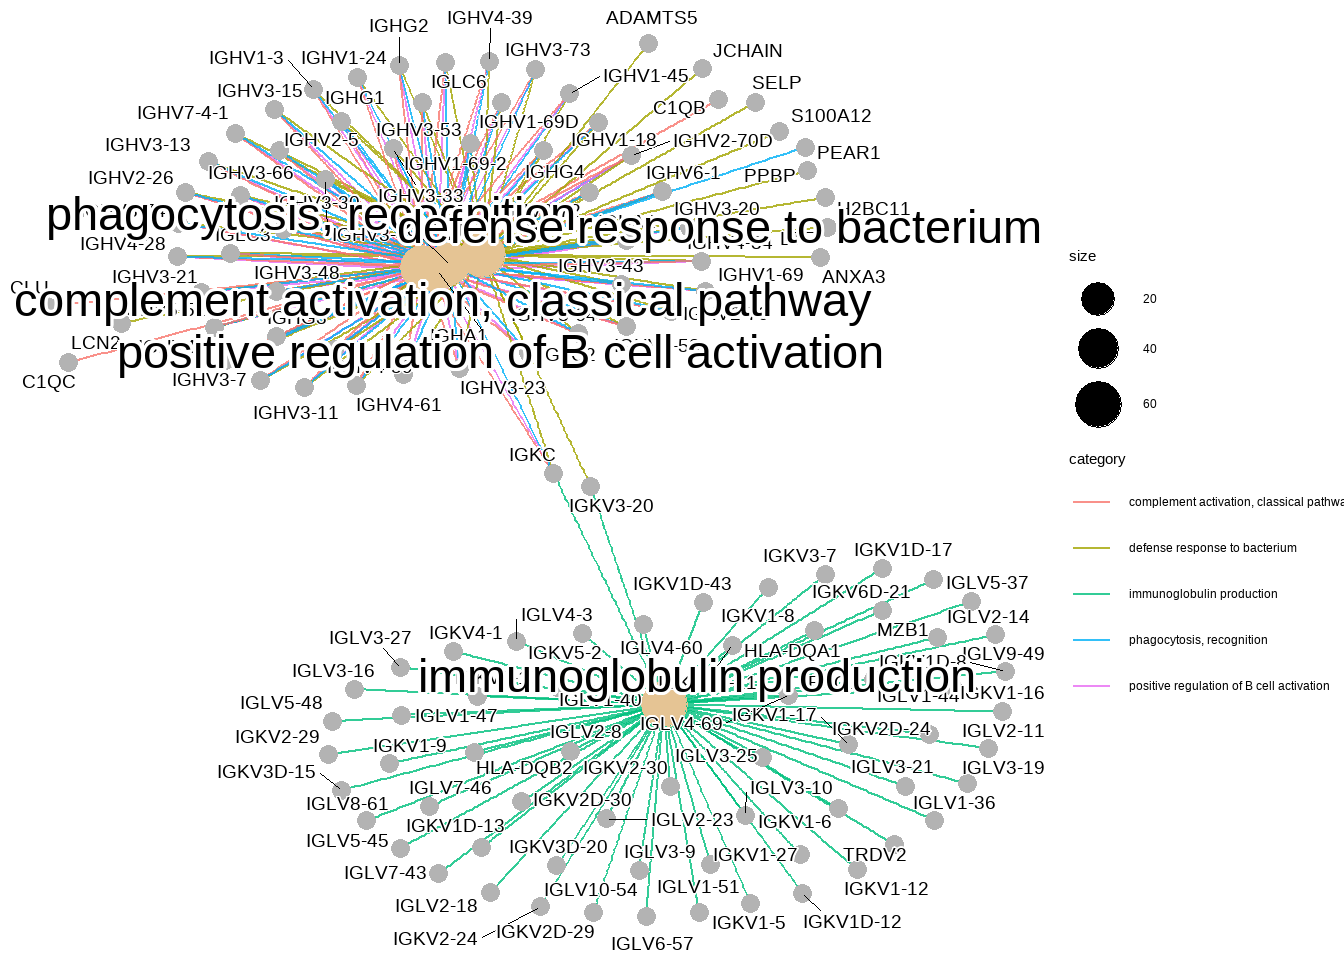 IGHV4-39
ADAMTS5
IGHG2
IGHV3-73
JCHAIN
IGHV1-3
IGHV1-24
IGHV1-45
SELP
IGHV3-15
IGHG1
IGLC6
C1QB
IGHV7-4-1
S100A12
IGHV3-53
IGHV1-69D
IGHV3-13
IGHV2-5
IGHV1-18
IGHV2-70D
PEAR1
IGHV1-69-2
IGHV2-26
IGHV3-66
IGHG4
IGHV6-1
PPBP
IGHV3-33
IGHV3-20
H2BC11
phagocytosis, recognition
defense response to bacterium
IGHV4-28
IGLC3
IGHV3-21
IGHV3-48
IGHV3-43
IGHV1-69
ANXA3
CLU
complement activation, classical pathway
LCN2
IGHA1
positive regulation of B cell activation
C1QC
IGHV3-7
IGHV3-11
IGHV4-61
IGHV3-23
IGKC
IGKV3-20
IGKV3-7
IGKV1D-17
IGKV1D-43
IGKV6D-21
IGLV5-37
IGLV4-3
IGKV1-8
IGLV2-14
IGLV3-27
IGKV4-1
MZB1
IGKV5-2
IGLV4-60
HLA-DQA1
IGKV1D-8
IGLV9-49
IGLV3-16
immunoglobulin production
IGLV1-44
IGKV1-16
IGLV5-48
IGLV1-47
IGLV1-40
IGLV4-69
IGKV1-17
IGKV2-29
IGKV1-9
IGLV2-8
IGKV2D-24
IGLV2-11
IGKV3D-15
HLA-DQB2
IGKV2-30
IGLV3-25
IGLV3-21
IGLV3-19
IGLV8-61
IGLV7-46
IGKV2D-30
IGLV3-10
IGLV1-36
IGLV5-45
IGKV1D-13
IGLV2-23
IGKV1-6
IGLV7-43
IGKV3D-20
IGLV3-9
IGKV1-27
TRDV2
IGLV10-54
IGLV1-51
IGKV1-12
IGLV2-18
IGKV2-24
IGKV2D-29
IGLV6-57
IGKV1-5
IGKV1D-12
size
20
40
60
category
complement activation, classical pathwa
defense response to bacterium
immunoglobulin production
phagocytosis, recognition
positive regulation of B cell activation